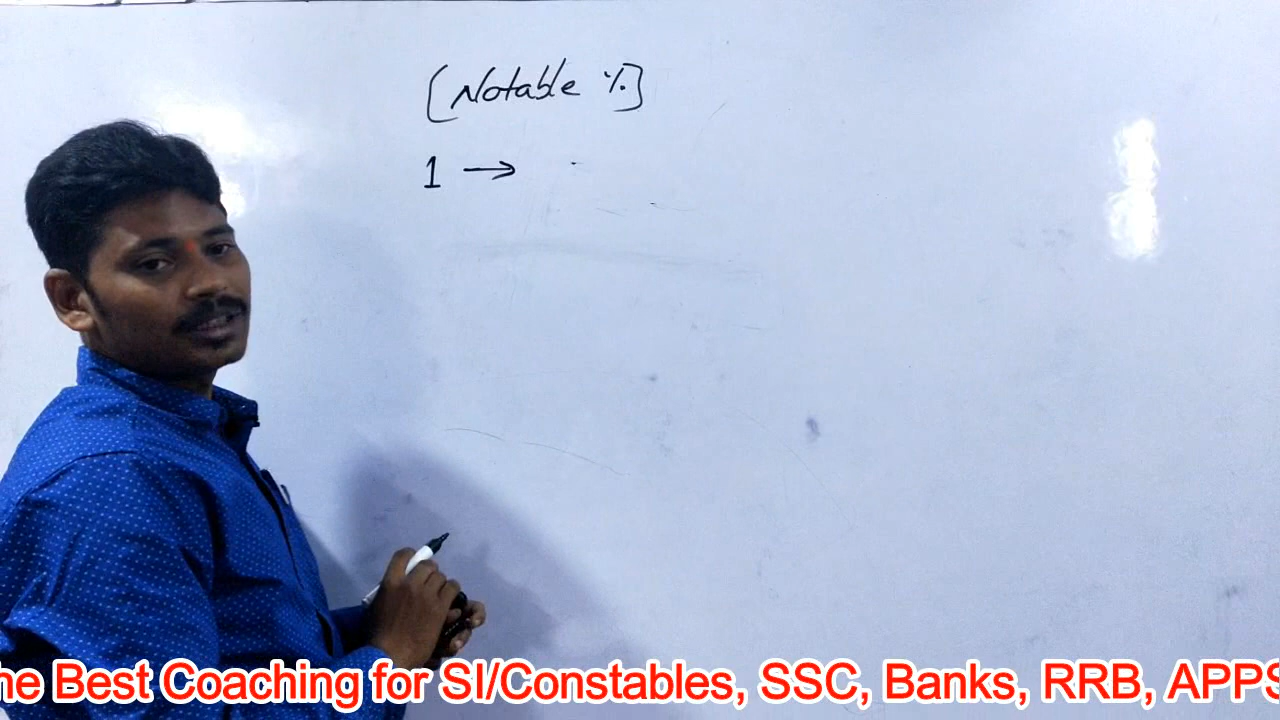 [Notable %]
1 →
he Best Coaching for SI/Constables, SSC, Banks, RRB, APPS